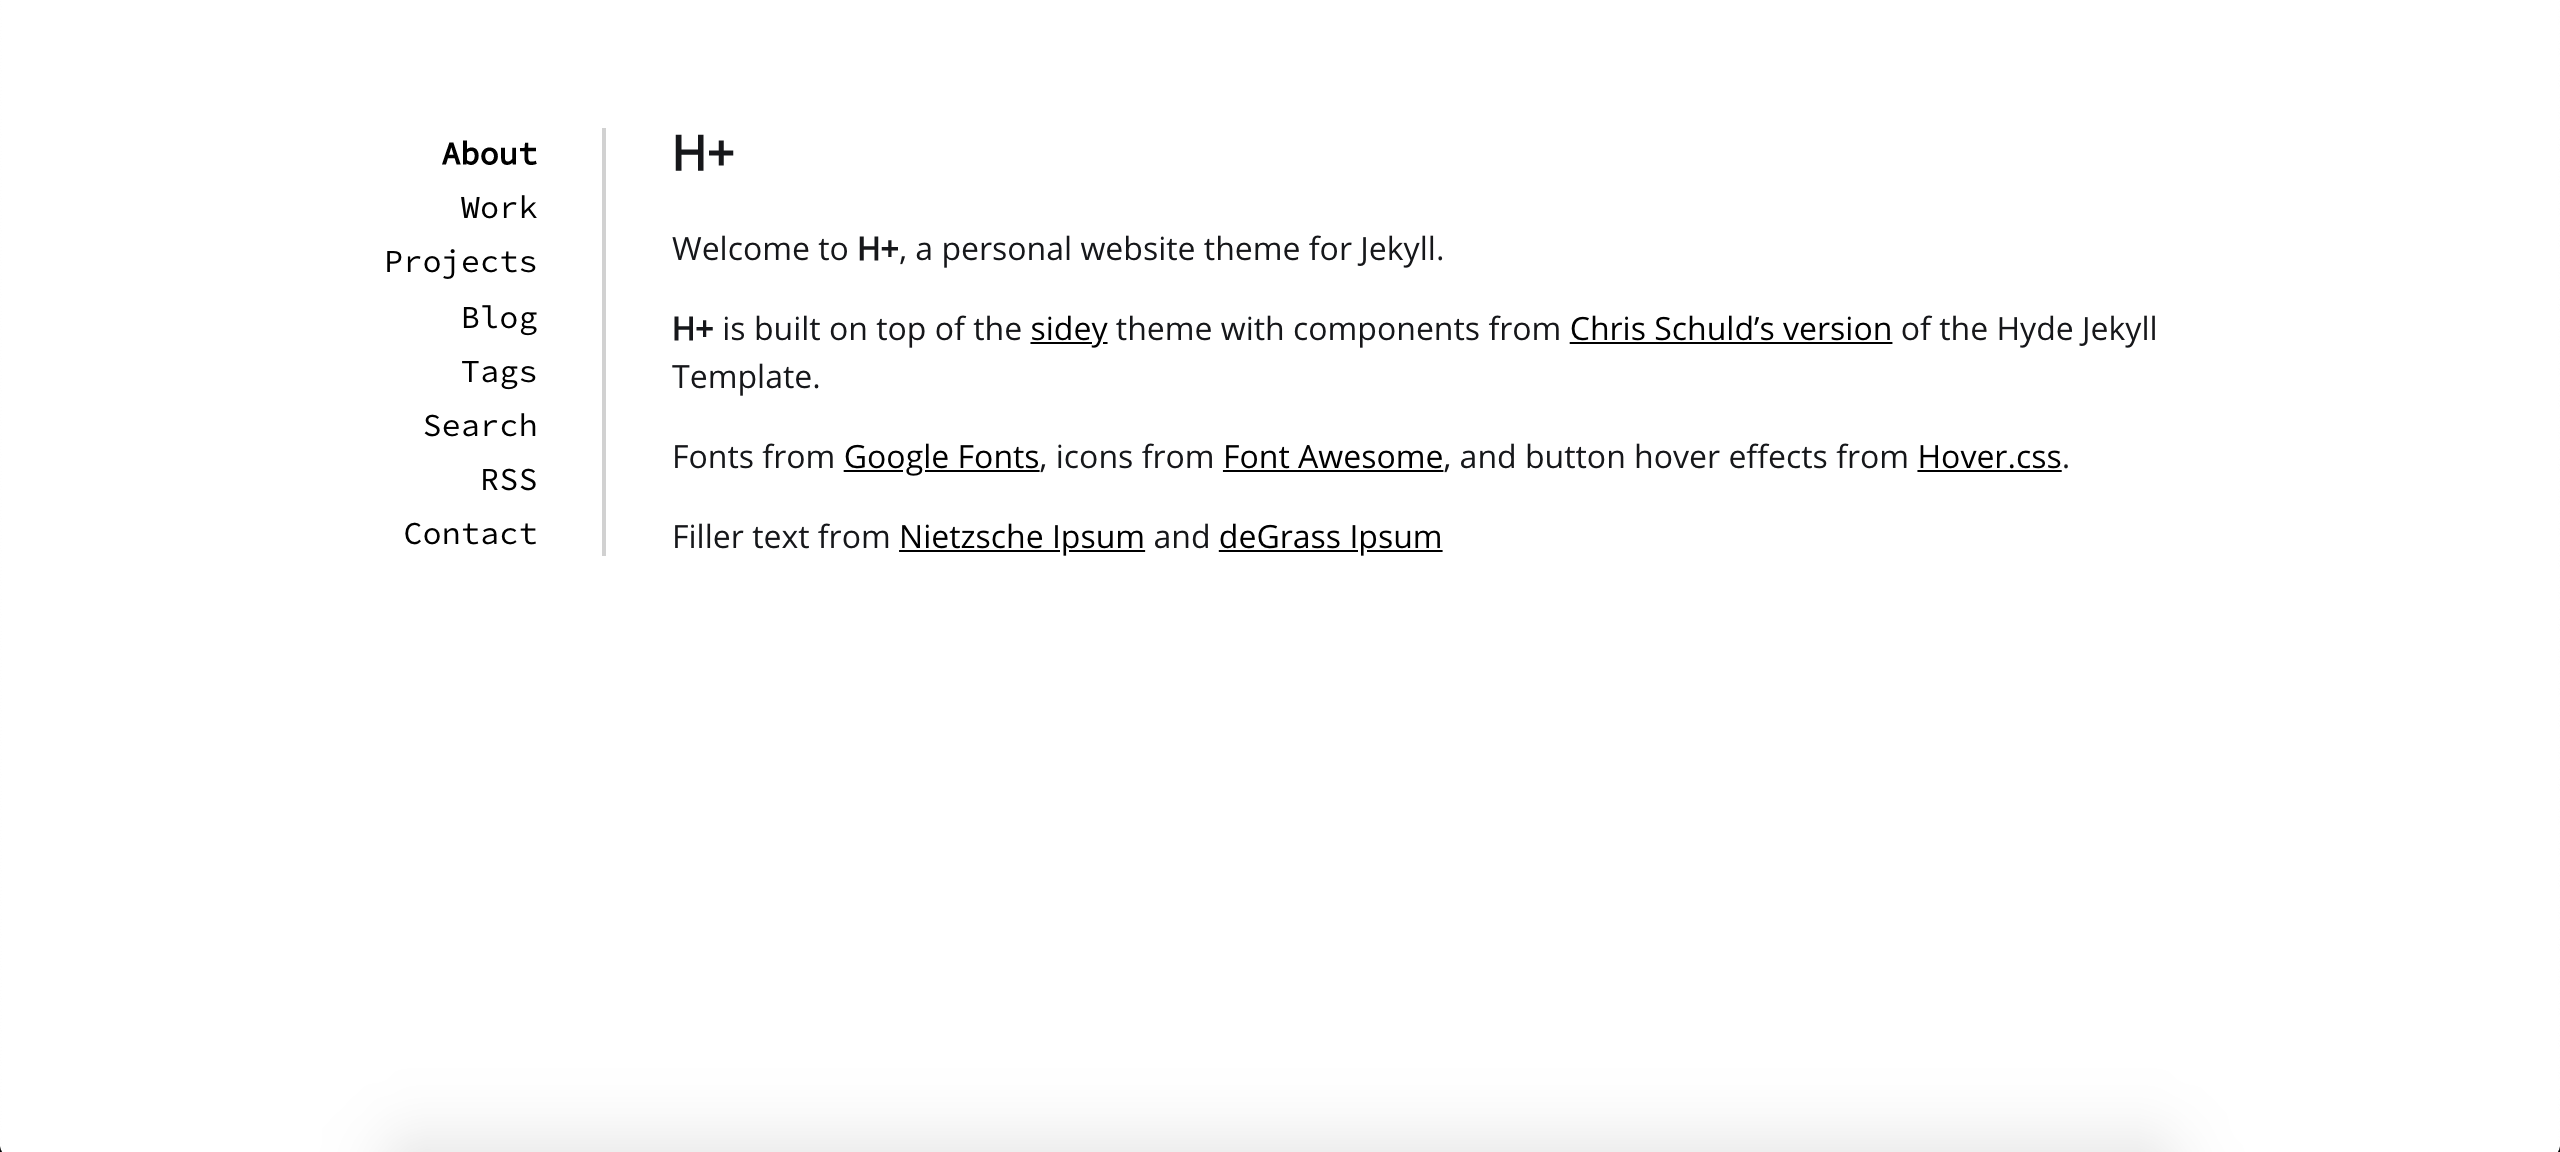 About
Work
Projects
Blog
Tags
Search
RSS
Contact
H+
Welcome to H+, a personal website theme for Jekyll.
H+ is built on top of the sidey theme with components from Chris Schuld’s version of the Hyde Jekyll
Template.
Fonts from Google Fonts, icons from Font Awesome, and button hover effects from Hover.css.
Filler text from Nietzsche Ipsum and deGrass Ipsum